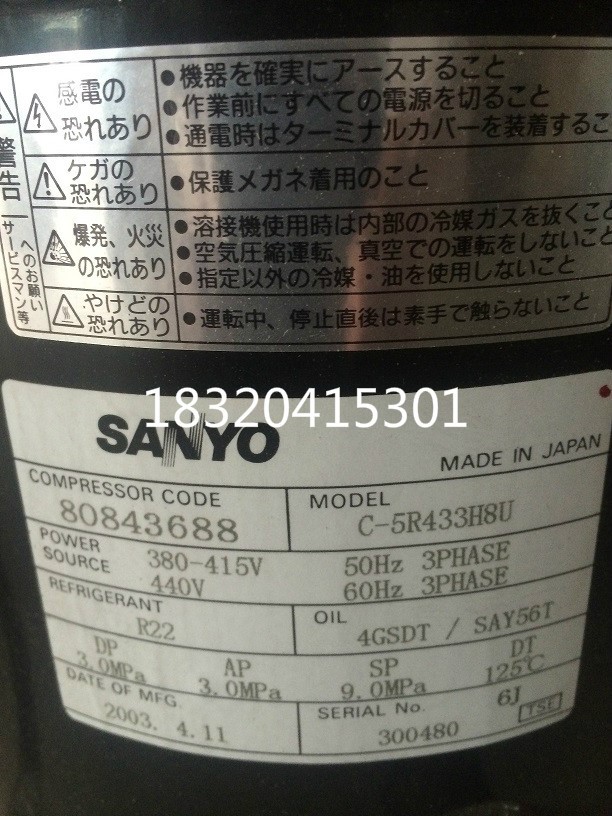 警告
サービスマン等
へのお願い
感電の
恐れあり
●機器を確実にアースすること
●作業前にすべての電源を切ること
●通電時はターミナルカバーを装着するこ
ケガの
恐れあり
●保護メガネ着用のこと
爆発、火災
の恐れあり
●溶接機使用時は内部の冷媒ガスを抜くこと
●空気圧縮運転、真空での運転をしないこと
●指定以外の冷媒・油を使用しないこと
やけどの
恐れあり
●運転中、停止直後は素手で触らないこと
18320415301
SANYO
MADE IN JAPAN
COMPRESSOR CODE
80843688
MODEL
C-5R433H8U
POWER
SOURCE
380-415V 50Hz 3PHASE
440V 60Hz 3PHASE
REFRIGERANT
R22
OIL
4GSDT / SAY56T
DP AP SP DT
3.0MPa 3.0MPa 9.0MPa 125℃
DATE OF MFG.
2003. 4.11
SERIAL No.
300480
6J
TSE